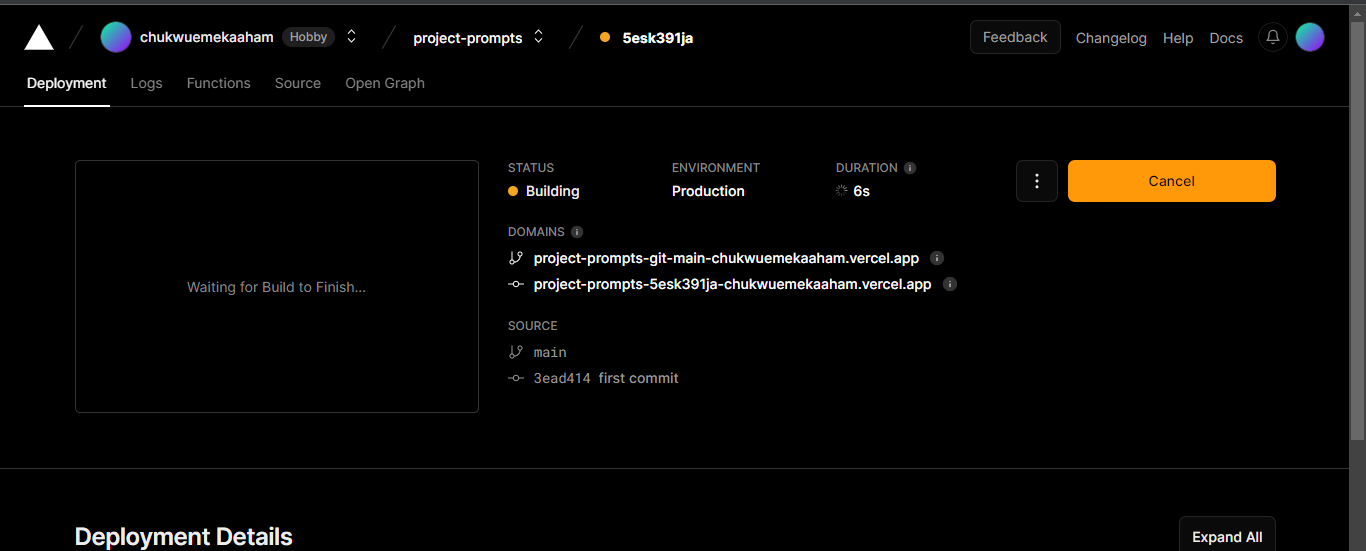 chukwuemekaaham Hobby project-prompts 5esk391ja Feedback Changelog Help Docs
Deployment Logs Functions Source Open Graph
Waiting for Build to Finish...
STATUS ENVIRONMENT DURATION
Building Production 6s Cancel
DOMAINS
project-prompts-git-main-chukwuemekaaham.vercel.app
project-prompts-5esk391ja-chukwuemekaaham.vercel.app
SOURCE
main
3ead414 first commit
Deployment Details Expand All